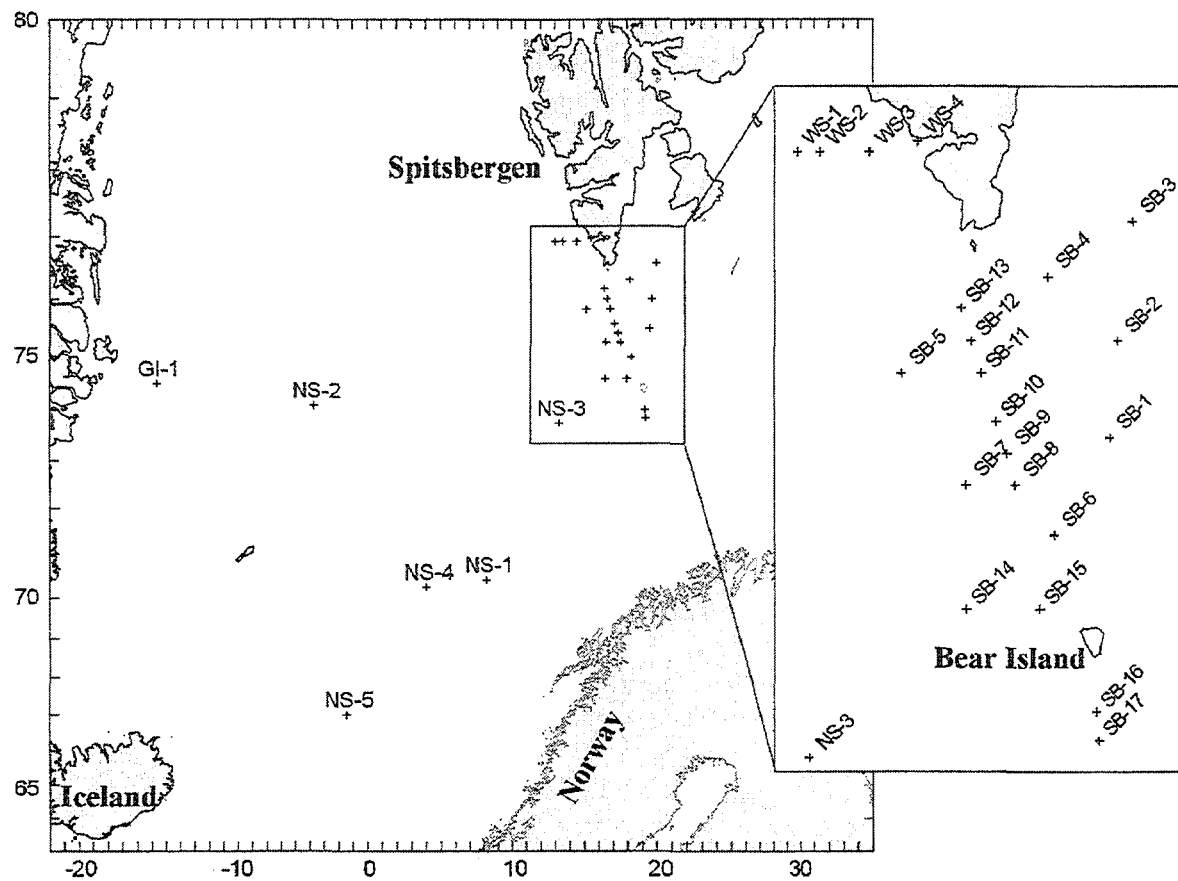 80
WS-1
WS-2
WS-3
WS-4
Spitsbergen
SB-3
SB-4
SB-13
SB-12
SB-2
SB-5
SB-11
75
GI-1
NS-2
NS-3
SB-10
SB-9
SB-1
SB-7
SB-8
SB-6
NS-4
NS-1
70
SB-14
SB-15
Bear Island
NS-5
SB-16
SB-17
NS-3
Norway
65
Iceland
-20
-10
0
10
20
30